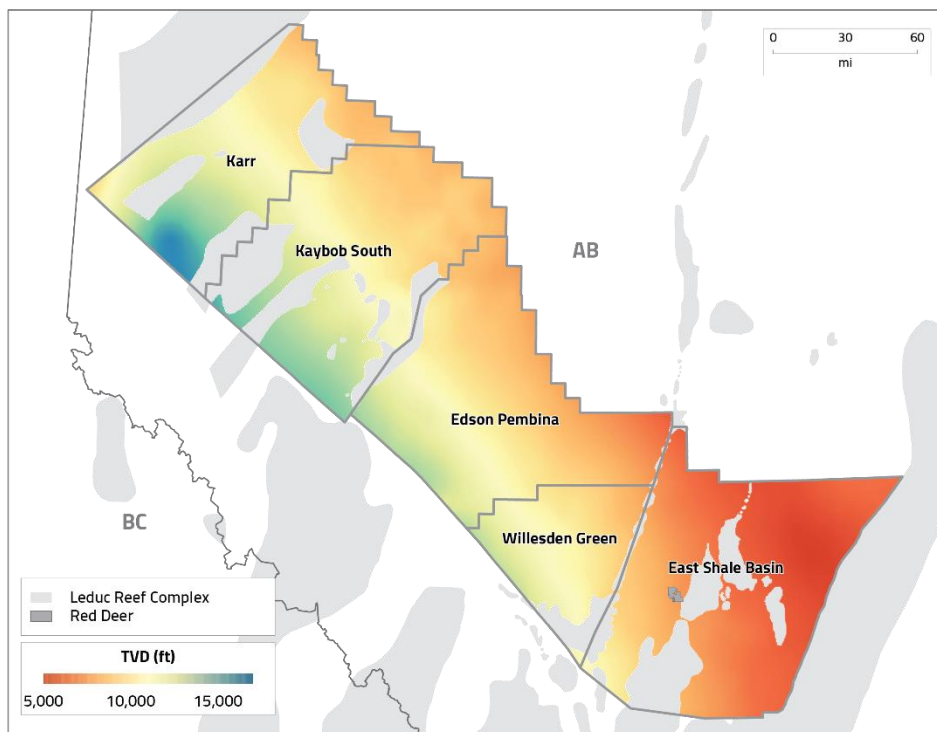 0 30 60
mi
Karr
Kaybob South
AB
Edson Pembina
Willesden Green
BC
East Shale Basin
Leduc Reef Complex
Red Deer
TVD (ft)
5,000 10,000 15,000